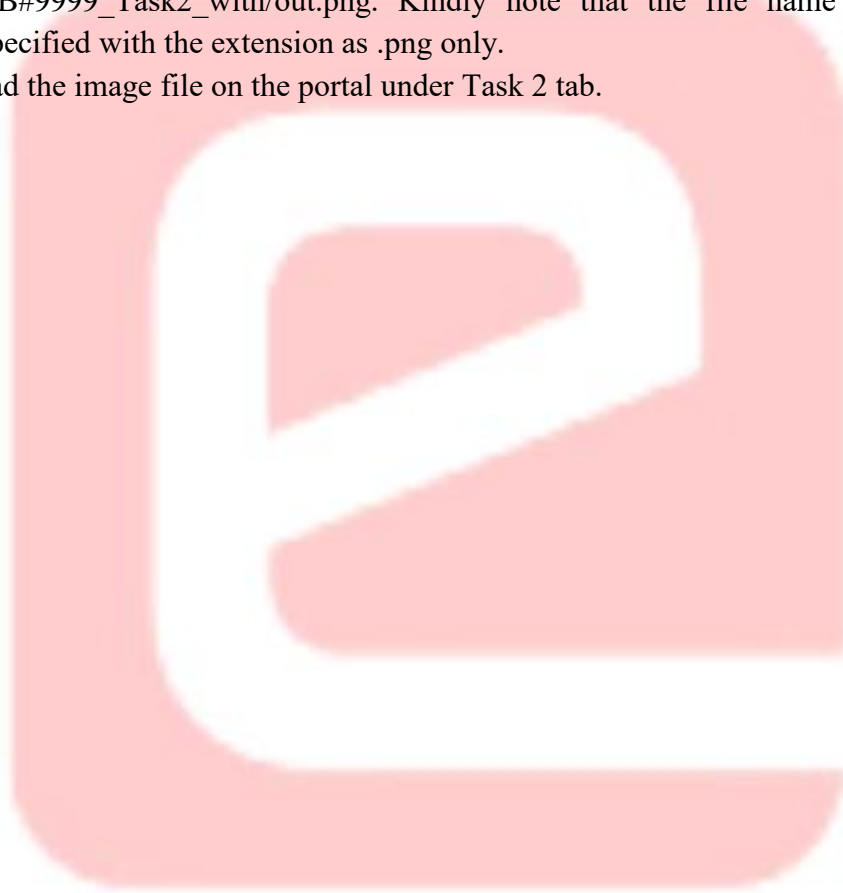 B#9999_Task2_with/out.png. Kindly note that the file name
pecified with the extension as .png only.
ad the image file on the portal under Task 2 tab.